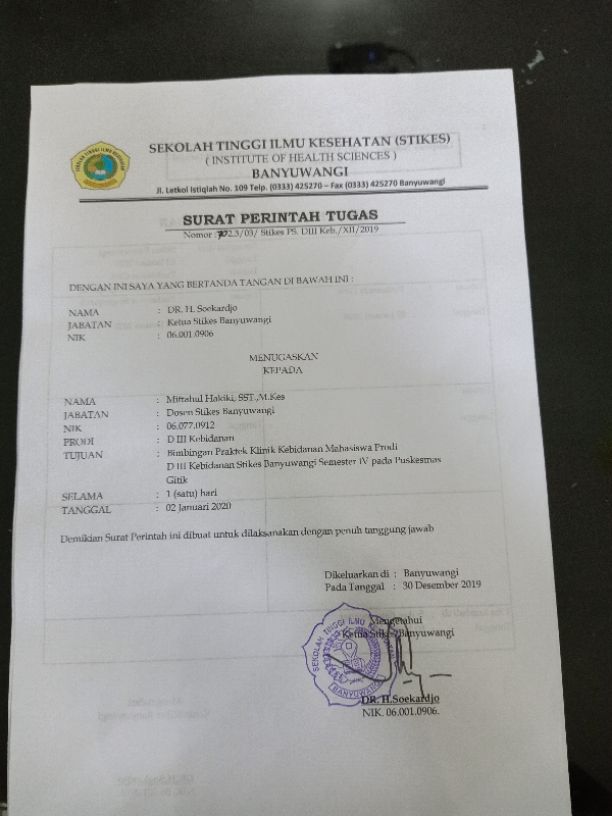 SEKOLAH TINGGI ILMU KESEHATAN (STIKES)
( INSTITUTE OF HEALTH SCIENCES )
BANYUWANGI
Jl. Letkol Istiqlah No. 109 Telp. (0333) 425270 – Fax (0333) 425270 Banyuwangi
SURAT PERINTAH TUGAS
Nomor : 702.3/03/ Stikes PS. DIII Keb./XII/2019
DENGAN INI SAYA YANG BERTANDA TANGAN DI BAWAH INI :
NAMA : DR. H. Soekardjo
JABATAN : Ketua Stikes Banyuwangi
NIK : 06.001.0906
MENUGASKAN
KEPADA
NAMA : Miftahul Hakiki, SST.,M.Kes
JABATAN : Dosen Stikes Banyuwangi
NIK : 06.077.0912
PRODI : D III Kebidanan
TUJUAN : Bimbingan Praktek Klinik Kebidanan Mahasiswa Prodi
D III Kebidanan Stikes Banyuwangi Semester IV pada Puskesmas
Gitik
SELAMA : 1 (satu) hari
TANGGAL : 02 Januari 2020
Demikian Surat Perintah ini dibuat untuk dilaksanakan dengan penuh tanggung jawab
Dikeluarkan di : Banyuwangi
Pada Tanggal : 30 Desember 2019
Mengetahui
Ketua Stikes Banyuwangi
SEKOLAH TINGGI ILMU KESEHATAN
BANYUWANGI
DR. H.Soekardjo
NIK. 06.001.0906.